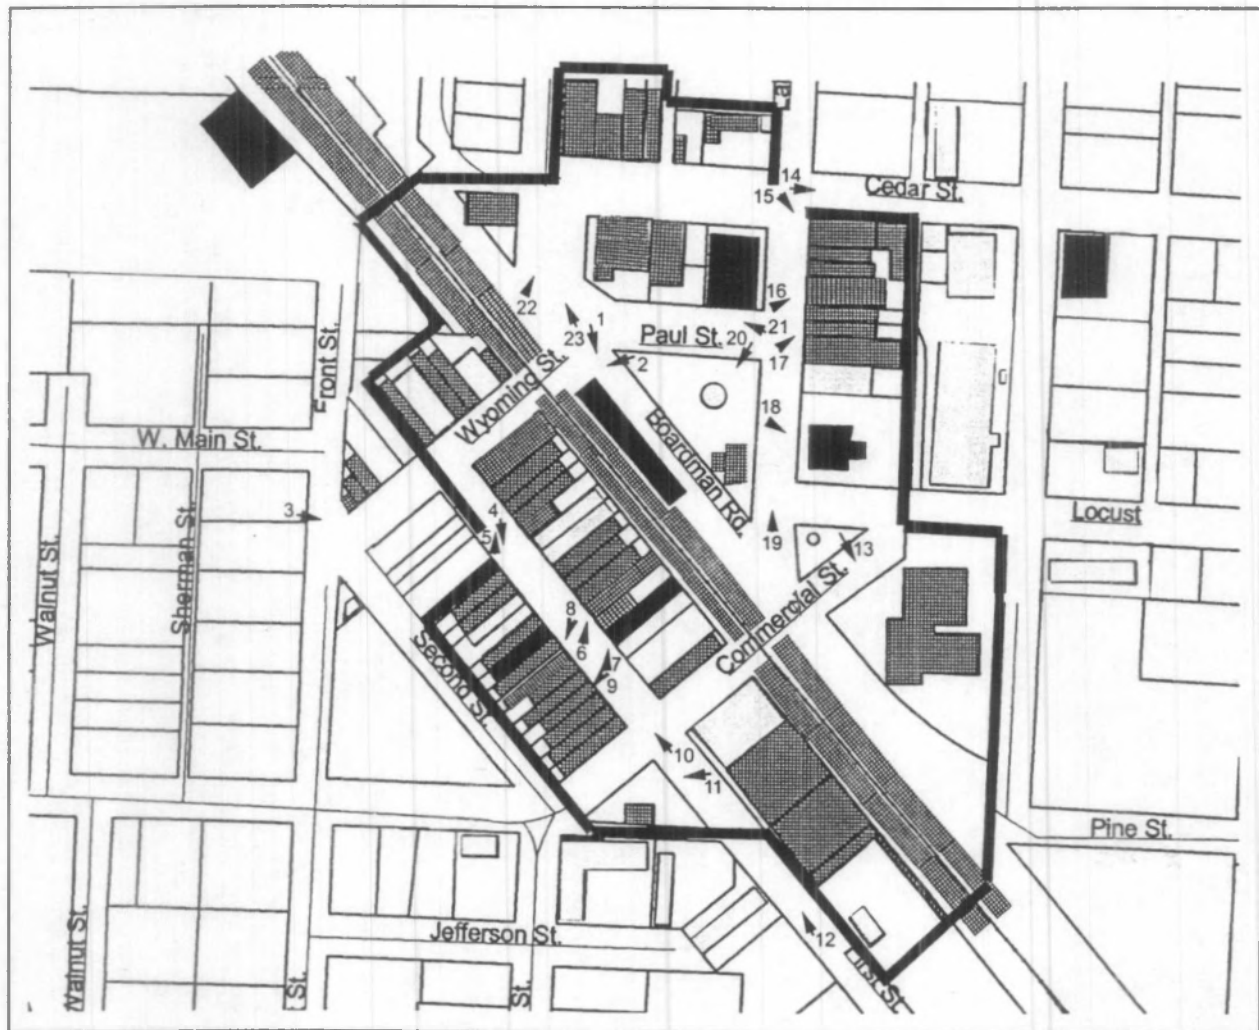 14
15
Cedar St.
22
23
1
16
21
20
17
Paul St.
2
Front St.
Wyoming St.
Boardman Rd.
18
W. Main St.
3
4
5
19
13
Locust
Walnut St.
Sherman St.
Commercial St.
8
6
7
9
Second St.
10
11
Pine St.
Jefferson St.
12
First St.
Walnut St.
St.
St.